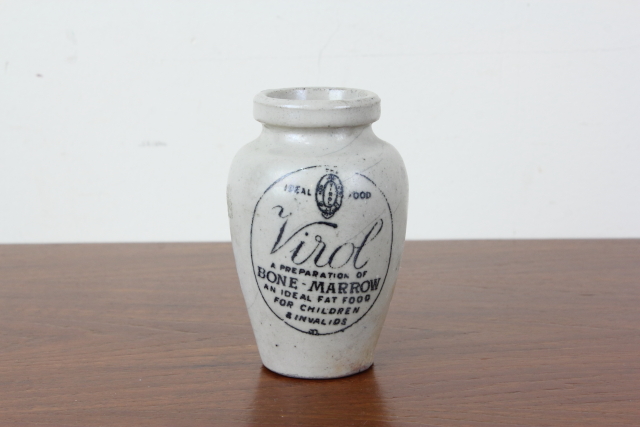 IDEAL FOOD
Virol
A PREPARATION OF
BONE-MARROW
AN IDEAL FAT FOOD
FOR CHILDREN
& INVALIDS